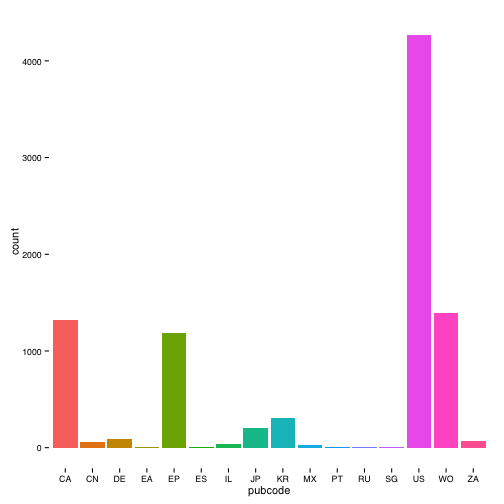 4000
3000
2000
1000
0
count
CA CN DE EA EP ES IL JP KR MX PT RU SG US WO ZA
pubcode